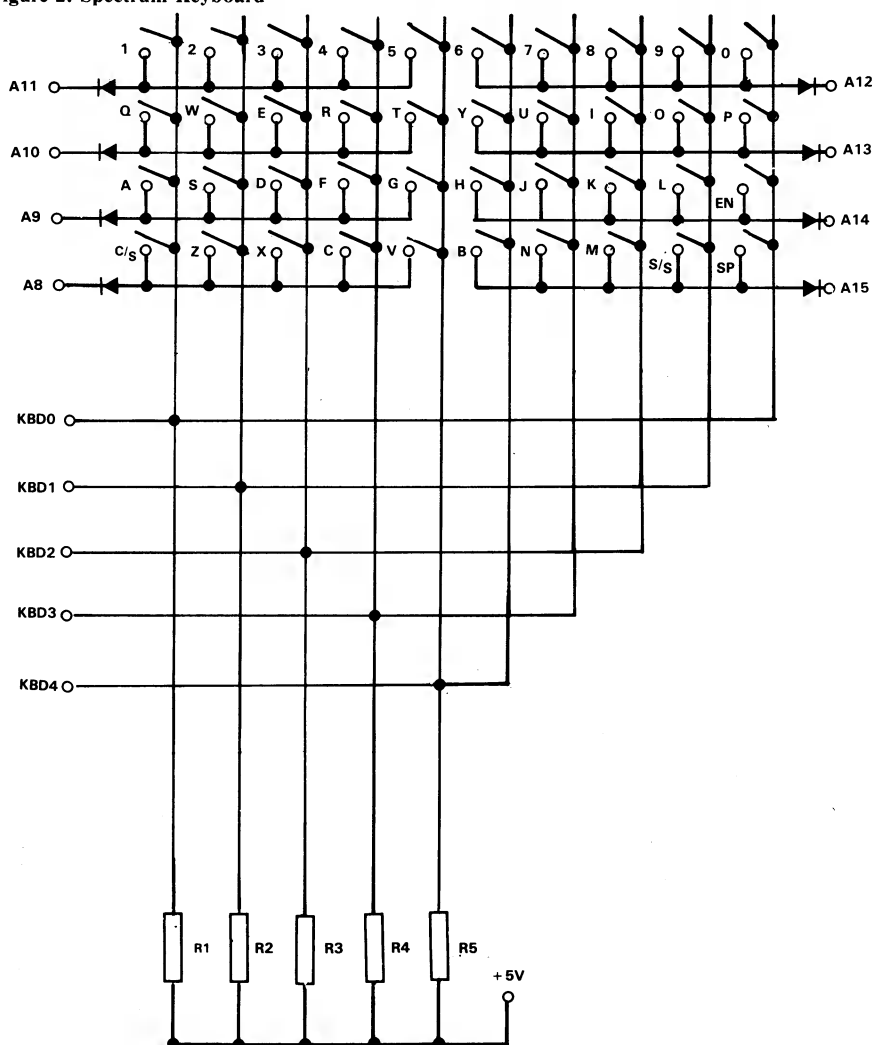 Figure 2: Spectrum Keyboard
1 2 3 4 5 6 7 8 9 0
A11 A12
Q W E R T Y U I O P
A10 A13
A S D F G H J K L EN
A9 A14
C/S Z X C V B N M S/S SP
A8 A15
KBD0
KBD1
KBD2
KBD3
KBD4
R1 R2 R3 R4 R5
+5V